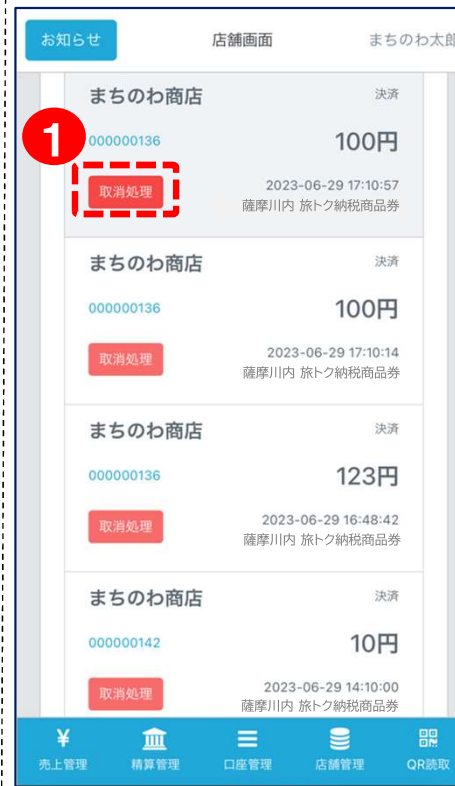 お知らせ 店舗画面 まちのわ太郎
まちのわ商店 決済
1
000000136 100円
取消処理 2023-06-29 17:10:57
薩摩川内 旅トク納税商品券
まちのわ商店 決済
000000136 100円
取消処理 2023-06-29 17:10:14
薩摩川内 旅トク納税商品券
まちのわ商店 決済
000000136 123円
取消処理 2023-06-29 16:48:42
薩摩川内 旅トク納税商品券
まちのわ商店 決済
000000142 10円
取消処理 2023-06-29 14:10:00
薩摩川内 旅トク納税商品券
¥
売上管理 精算管理 口座管理 店舗管理 QR読取